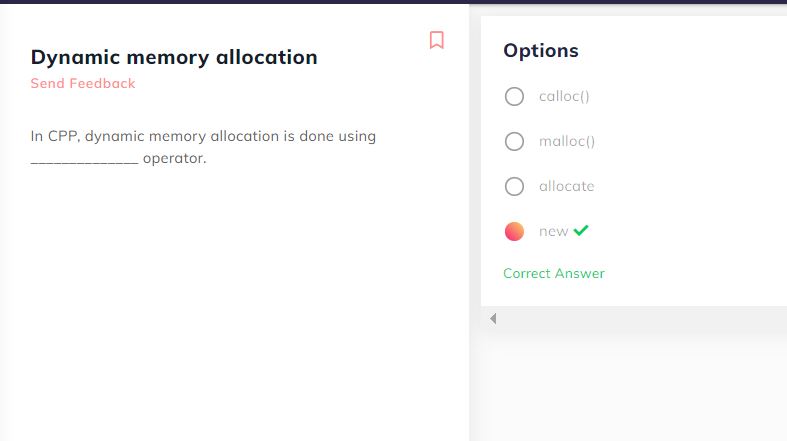 Dynamic memory allocation
Send Feedback
In CPP, dynamic memory allocation is done using
______________ operator.
Options
calloc()
malloc()
allocate
new
Correct Answer